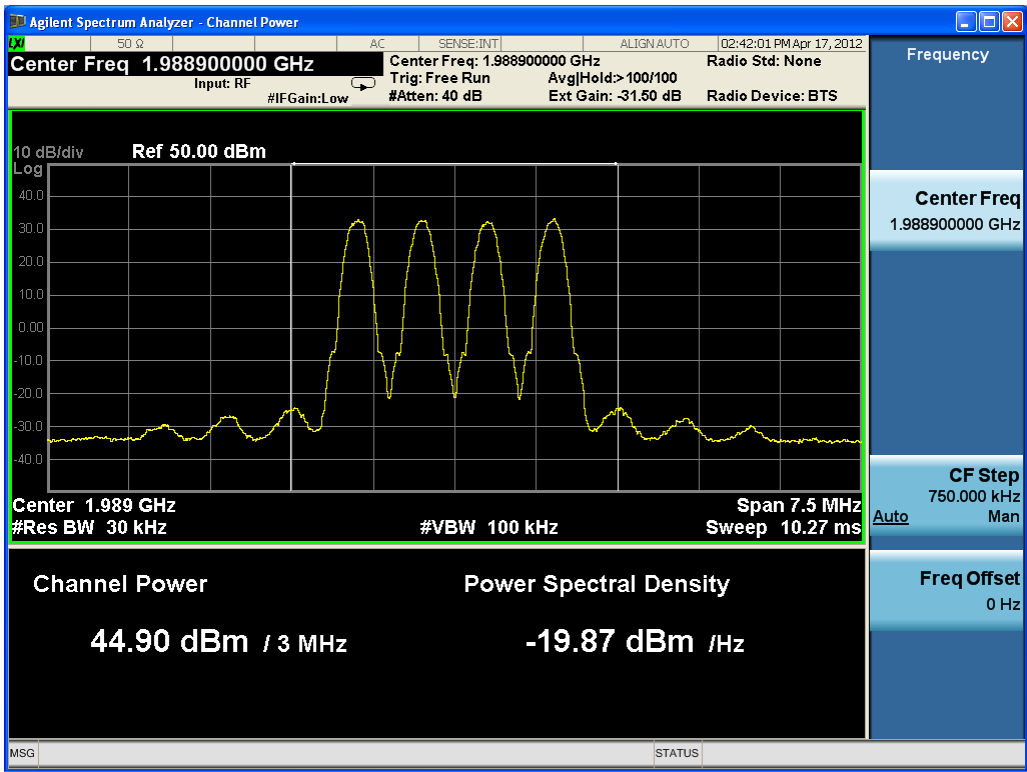 Agilent Spectrum Analyzer - Channel Power
LXI 50 Ω AC SENSE:INT ALIGN AUTO 02:42:01 PM Apr 17, 2012
Center Freq 1.988900000 GHz
Input: RF
#IFGain:Low
Center Freq: 1.988900000 GHz
Trig: Free Run Avg|Hold:> 100/100
#Atten: 40 dB Ext Gain: -31.50 dB
Radio Std: None
Radio Device: BTS
10 dB/div Ref 50.00 dBm
Log
40.0
30.0
20.0
10.0
0.00
-10.0
-20.0
-30.0
-40.0
Center 1.989 GHz Span 7.5 MHz
#Res BW 30 kHz #VBW 100 kHz Sweep 10.27 ms
Channel Power Power Spectral Density
44.90 dBm / 3 MHz -19.87 dBm /Hz
MSG STATUS
Frequency
Center Freq
1.988900000 GHz
CF Step
750.000 kHz
Auto Man
Freq Offset
0 Hz